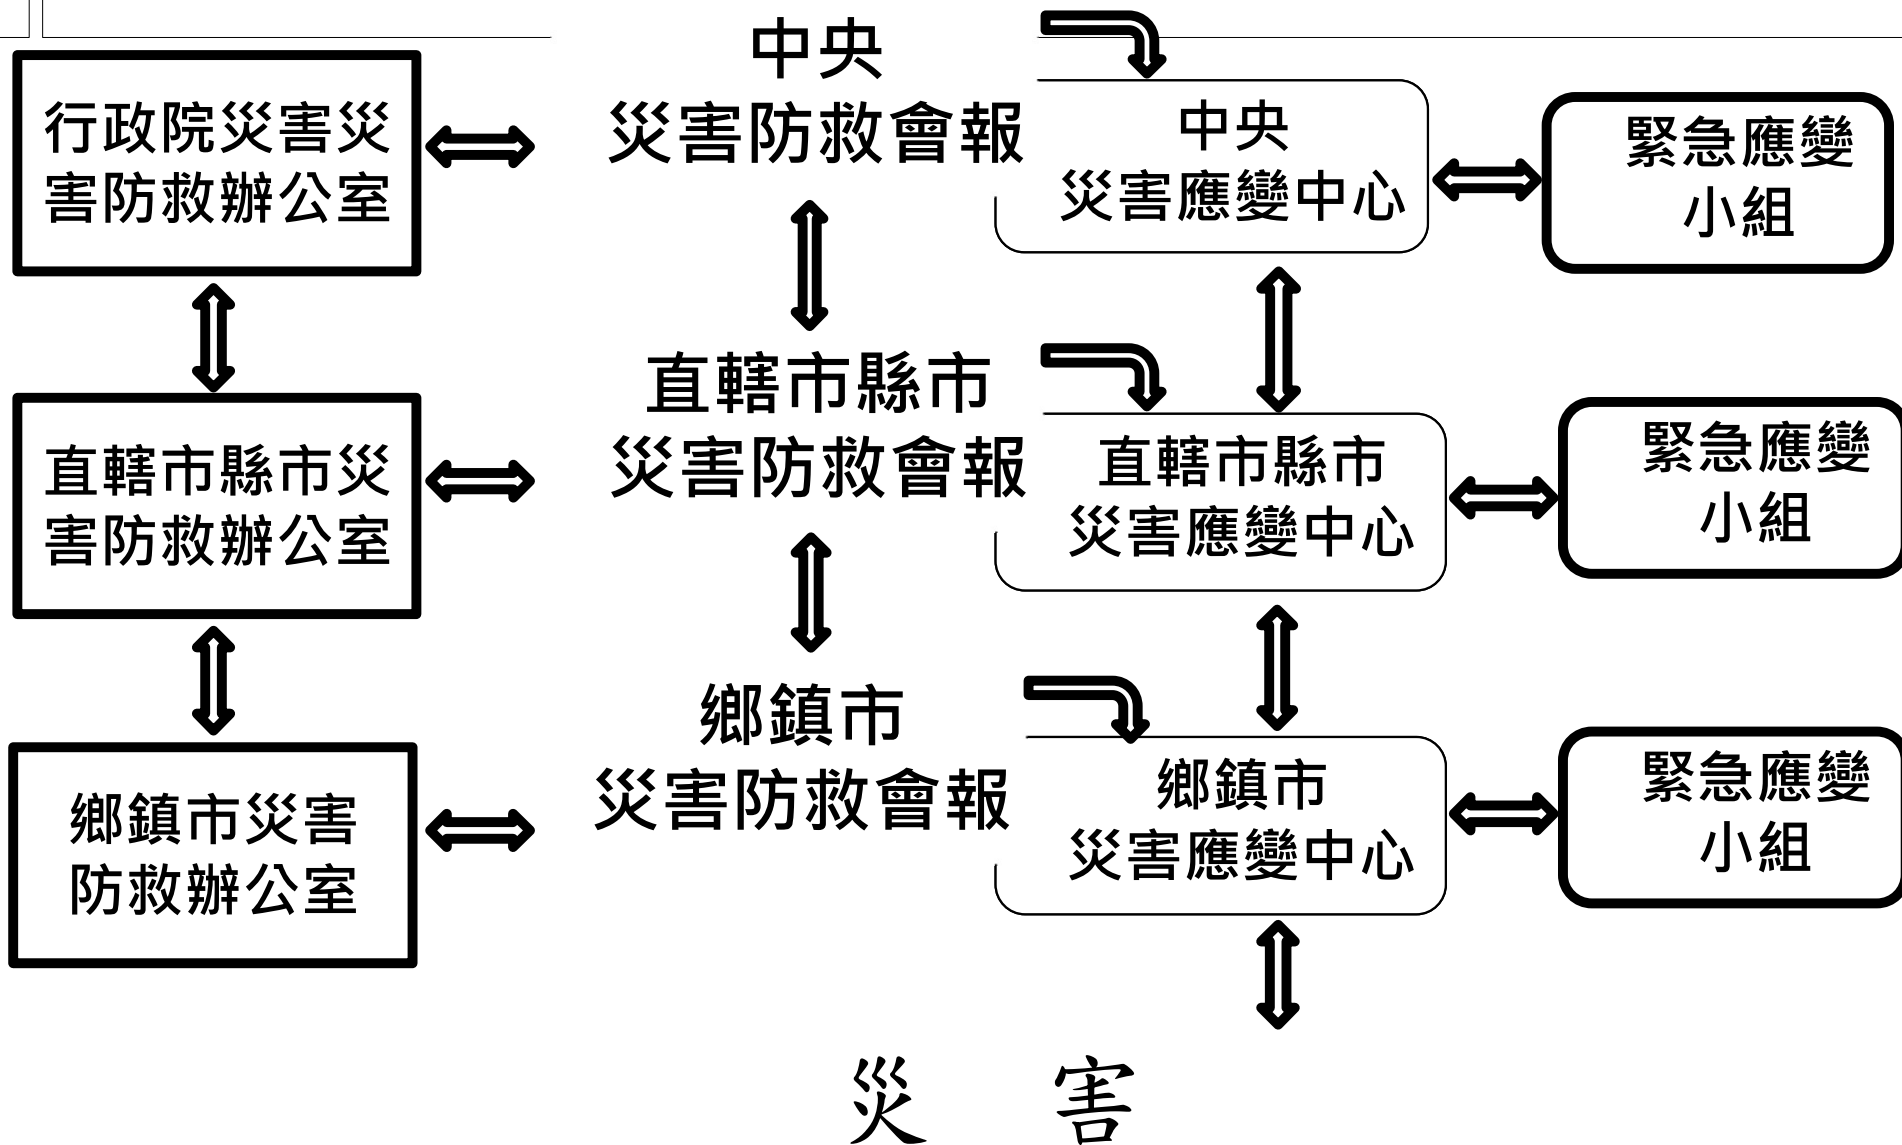 行政院災害災
害防救辦公室
中央
災害防救會報
中央
災害應變中心
緊急應變
小組
直轄市縣市災
害防救辦公室
直轄市縣市
災害防救會報
直轄市縣市
災害應變中心
緊急應變
小組
鄉鎮市災害
防救辦公室
鄉鎮市
災害防救會報
鄉鎮市
災害應變中心
緊急應變
小組
災 害